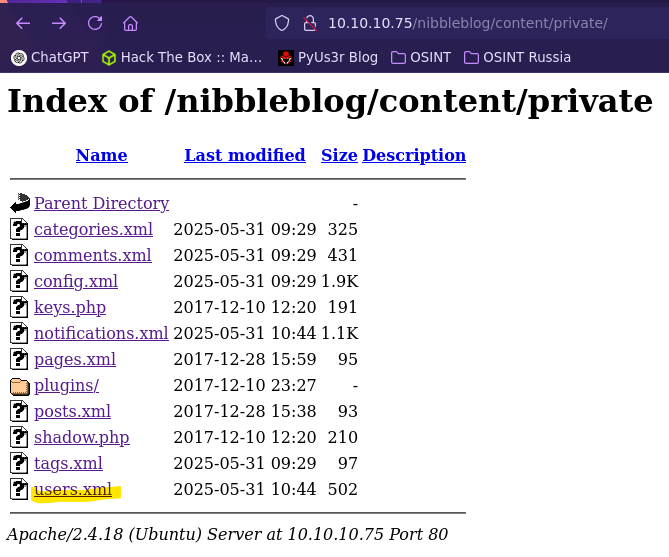 10.10.10.75/nibbleblog/content/private/
ChatGPT Hack The Box :: Ma… PyUs3r Blog OSINT OSINT Russia
Index of /nibbleblog/content/private
Name Last modified Size Description
Parent Directory -
categories.xml 2025-05-31 09:29 325
comments.xml 2025-05-31 09:29 431
config.xml 2025-05-31 09:29 1.9K
keys.php 2017-12-10 12:20 191
notifications.xml 2025-05-31 10:44 1.1K
pages.xml 2017-12-28 15:59 95
plugins/ 2017-12-10 23:27 -
posts.xml 2017-12-28 15:38 93
shadow.php 2017-12-10 12:20 210
tags.xml 2025-05-31 09:29 97
users.xml 2025-05-31 10:44 502
Apache/2.4.18 (Ubuntu) Server at 10.10.10.75 Port 80